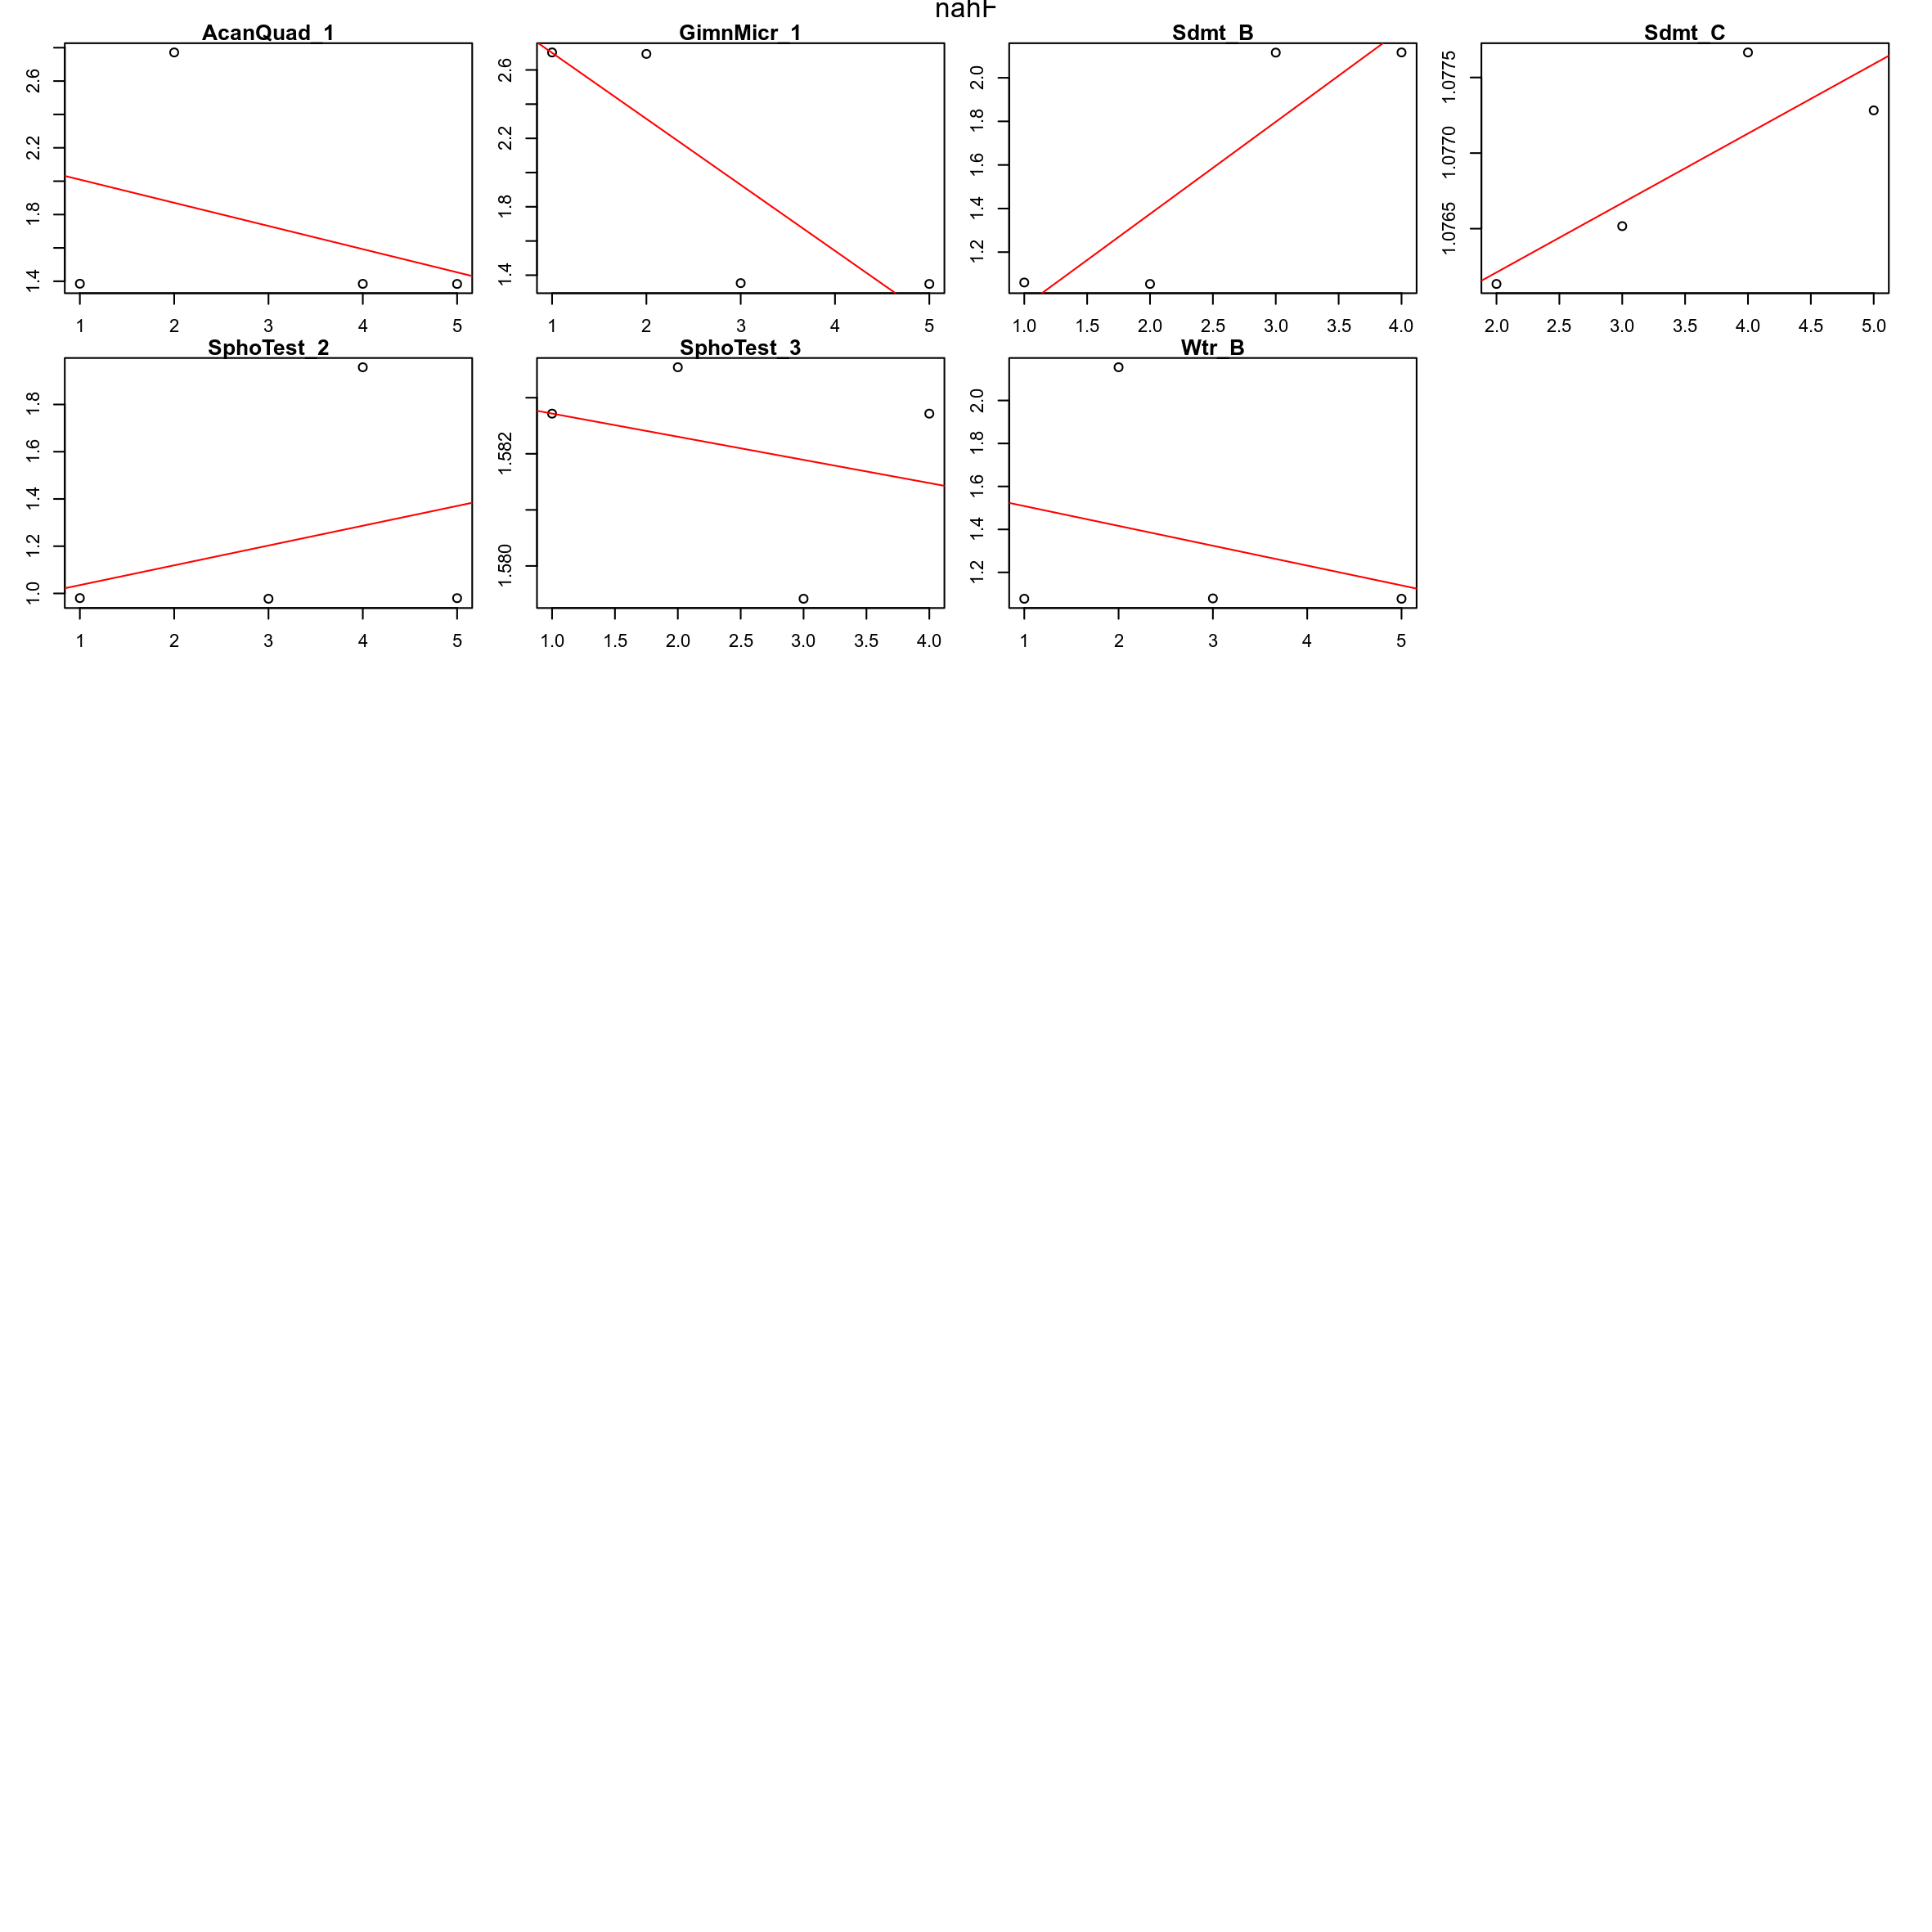 nahF
AcanQuad_1
GimnMicr_1
Sdmt_B
Sdmt_C
1.4 1.8 2.2 2.6
1 2 3 4 5
1.4 1.8 2.2 2.6
1 2 3 4 5
1.2 1.4 1.6 1.8 2.0
1.0 1.5 2.0 2.5 3.0 3.5 4.0
1.0765 1.0770 1.0775
2.0 2.5 3.0 3.5 4.0 4.5 5.0
SphoTest_2
SphoTest_3
Wtr_B
1.0 1.2 1.4 1.6 1.8
1 2 3 4 5
1.580 1.582
1.0 1.5 2.0 2.5 3.0 3.5 4.0
1.2 1.4 1.6 1.8 2.0
1 2 3 4 5